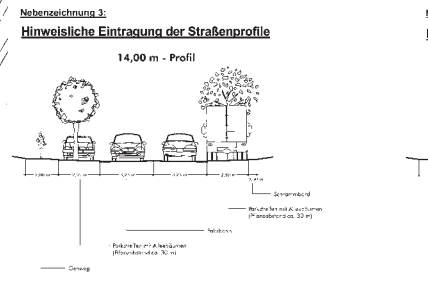 Nebenzeichnung 3:
Hinweisliche Eintragung der Straßenprofile
14,00 m - Profil
Schrammbord
Parkstreifen mit Alleebäumen
(Pflanzabstand ca. 30 m)
Fahrbahn
Parkstreifen mit Alleebäumen
(Pflanzabstand ca. 30 m)
Gehweg